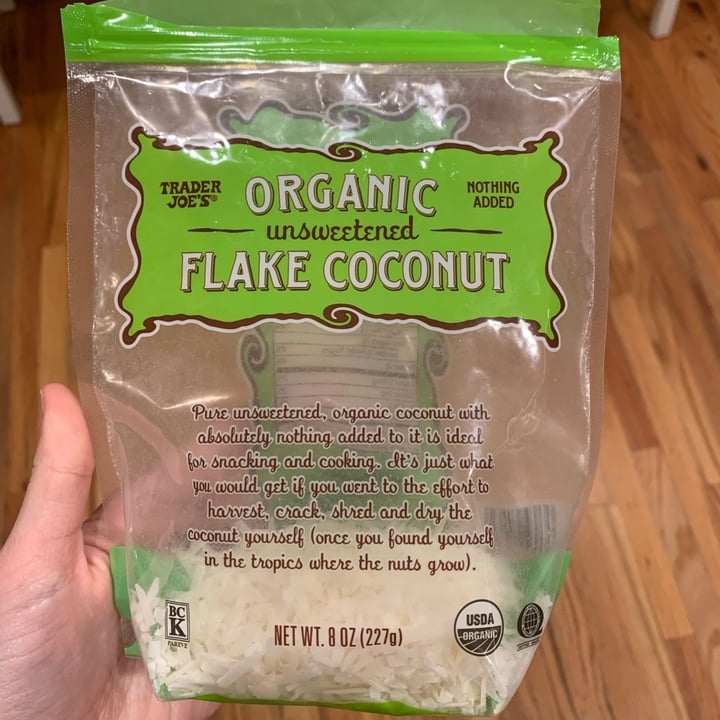 TRADER JOE'S®
ORGANIC
NOTHING ADDED
unsweetened
FLAKE COCONUT
Pure unsweetened, organic coconut with
absolutely nothing added to it is ideal
for snacking and cooking. It's just what
you would get if you went to the effort to
harvest, crack, shred and dry the
coconut yourself (once you found yourself
in the tropics where the nuts grow).
BC
K
PAREVE
NET WT. 8 OZ (227g)
USDA
ORGANIC